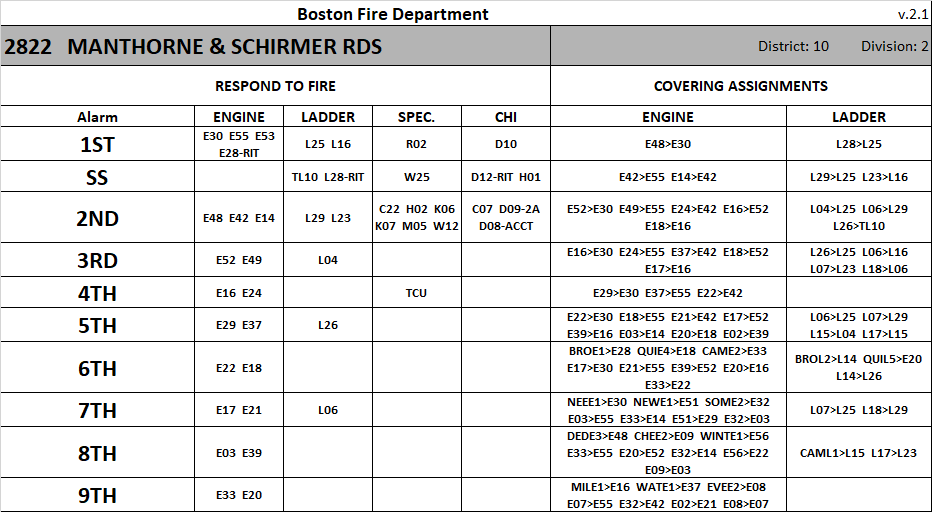 Boston Fire Department v.2.1
2822 MANTHORNE & SCHIRMER RDS District: 10 Division: 2
RESPOND TO FIRE COVERING ASSIGNMENTS
Alarm ENGINE LADDER SPEC. CHI ENGINE LADDER
1ST E30 E55 E53 L25 L16 R02 D10 E48>E30 L28>L25
E28-RIT
SS TL10 L28-RIT W25 D12-RIT H01 E42>E55 E14>E42 L29>L25 L23>L16
2ND E48 E42 E14 L29 L23 C22 H02 K06 C07 D09-2A E52>E30 E49>E55 E24>E42 E16>E52 L04>L25 L06>L29
K07 M05 W12 D08-ACCT E18>E16 L26>TL10
3RD E52 E49 L04 E16>E30 E24>E55 E37>E42 E18>E52 L26>L25 L06>L16
E17>E16 L07>L23 L18>L06
4TH E16 E24 TCU E29>E30 E37>E55 E22>E42
5TH E29 E37 L26 E22>E30 E18>E55 E21>E42 E17>E52 L06>L25 L07>L29
E39>E16 E03>E14 E20>E18 E02>E39 L15>L04 L17>L15
6TH E22 E18 BROE1>E28 QUIE4>E18 CAME2>E33 BROL2>L14 QUIL5>E20
E17>E30 E21>E55 E39>E52 E20>E16 L14>L26
E33>E22
7TH E17 E21 L06 NEEE1>E30 NEWE1>E51 SOME2>E32 L07>L25 L18>L29
E03>E55 E33>E14 E51>E29 E32>E03
8TH E03 E39 DEDE3>E48 CHEE2>E09 WINTE1>E56 CAML1>L15 L17>L23
E33>E55 E20>E52 E32>E14 E56>E22
E09>E03
9TH E33 E20 MILE1>E16 WATE1>E37 EVEE2>E08
E07>E55 E32>E42 E02>E21 E08>E07